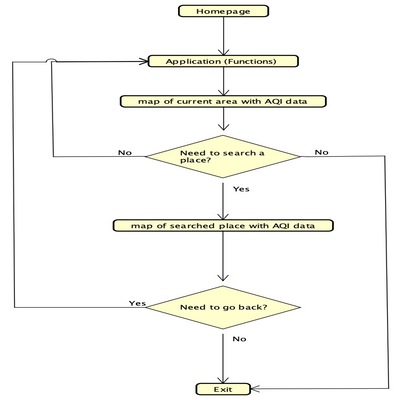 Homepage
Application (Functions)
map of current area with AQI data
Need to search a
place?
No
No
Yes
map of searched place with AQI data
Need to go back?
Yes
No
Exit